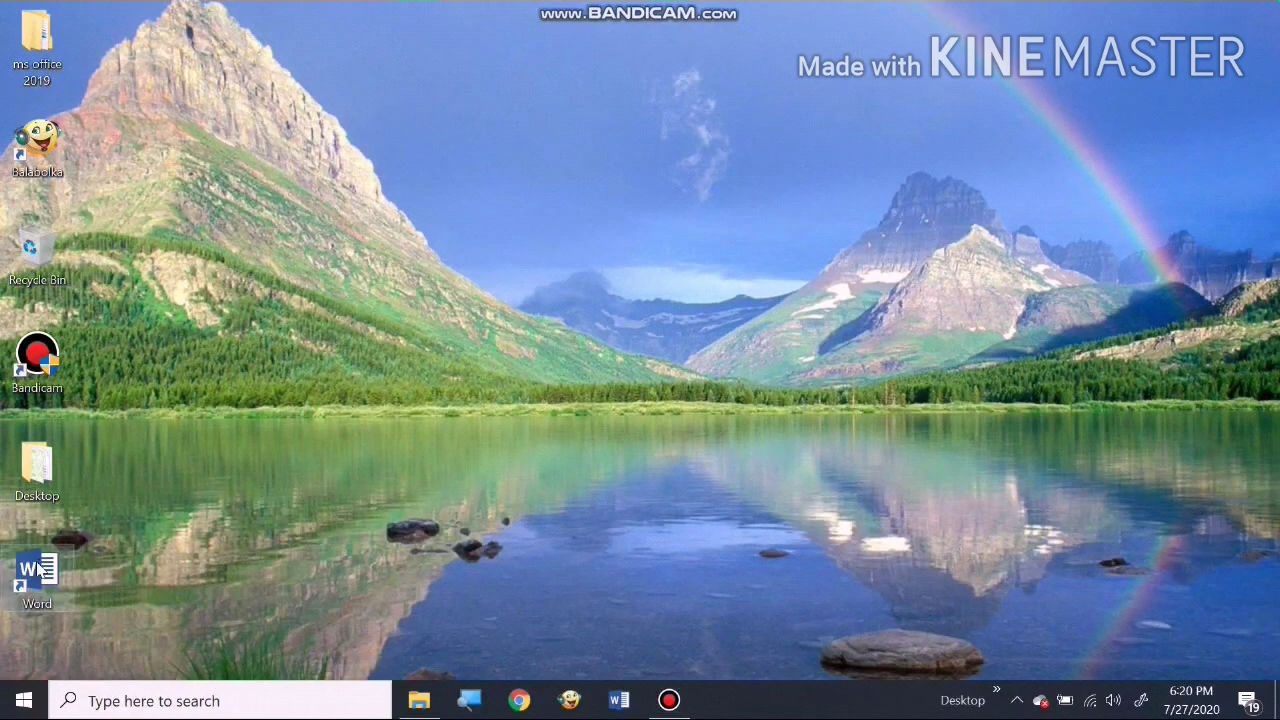 www.BANDICAM.com
Made with KINEMASTER
ms office
2019
Balabolka
Recycle Bin
Bandicam
Desktop
W
Word
Type here to search
W
Desktop
»
6:20 PM
7/27/2020
19